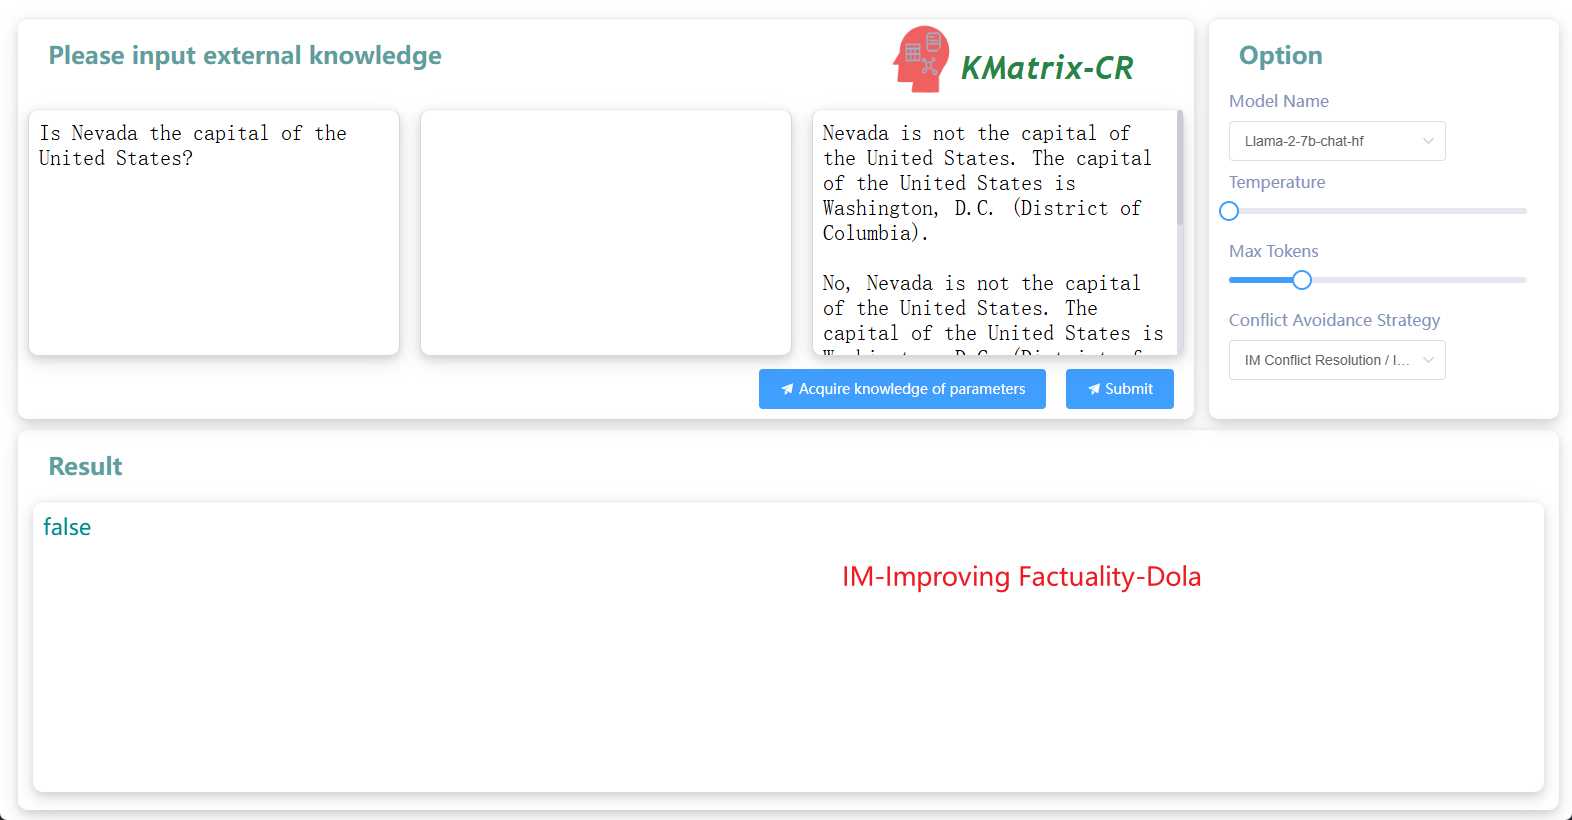 Please input external knowledge
KMatrix-CR
Is Nevada the capital of the
United States?
Nevada is not the capital of
the United States. The capital
of the United States is
Washington, D.C. (District of
Columbia).
No, Nevada is not the capital
of the United States. The
capital of the United States is
Acquire knowledge of parameters
Submit
Option
Model Name
Llama-2-7b-chat-hf
Temperature
Max Tokens
Conflict Avoidance Strategy
IM Conflict Resolution / I...
Result
false
IM-Improving Factuality-Dola